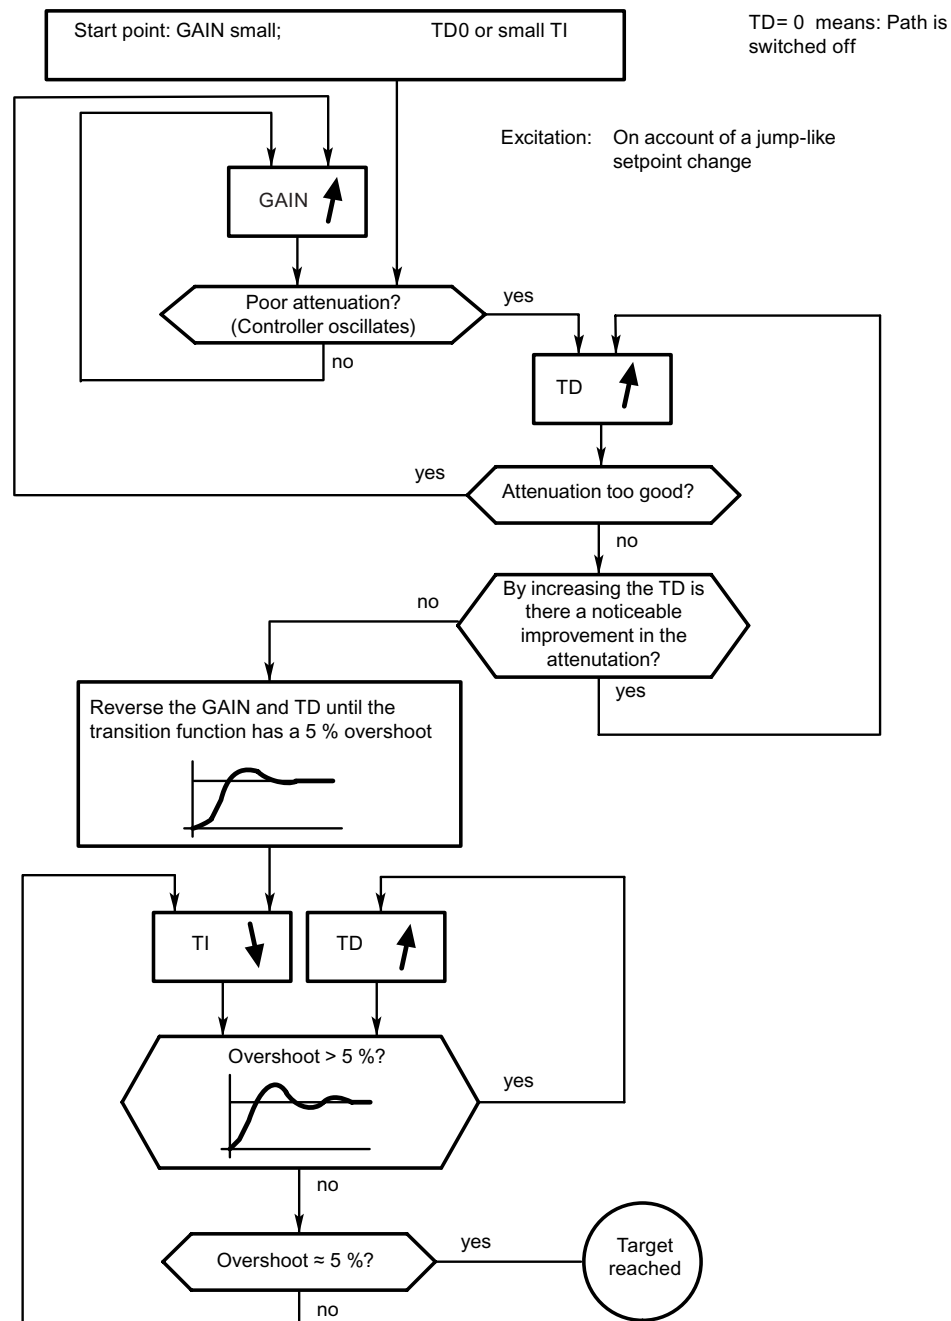 Start point: GAIN small; TD0 or small TI
TD= 0 means: Path is
switched off
Excitation: On account of a jump-like
setpoint change
GAIN
Poor attenuation?
(Controller oscillates)
yes
no
TD
yes
Attenuation too good?
no
By increasing the TD is
there a noticeable
improvement in the
attenutation?
no
yes
Reverse the GAIN and TD until the
transition function has a 5 % overshoot
TI
TD
Overshoot > 5 %?
yes
no
Overshoot ≈ 5 %?
yes
Target
reached
no